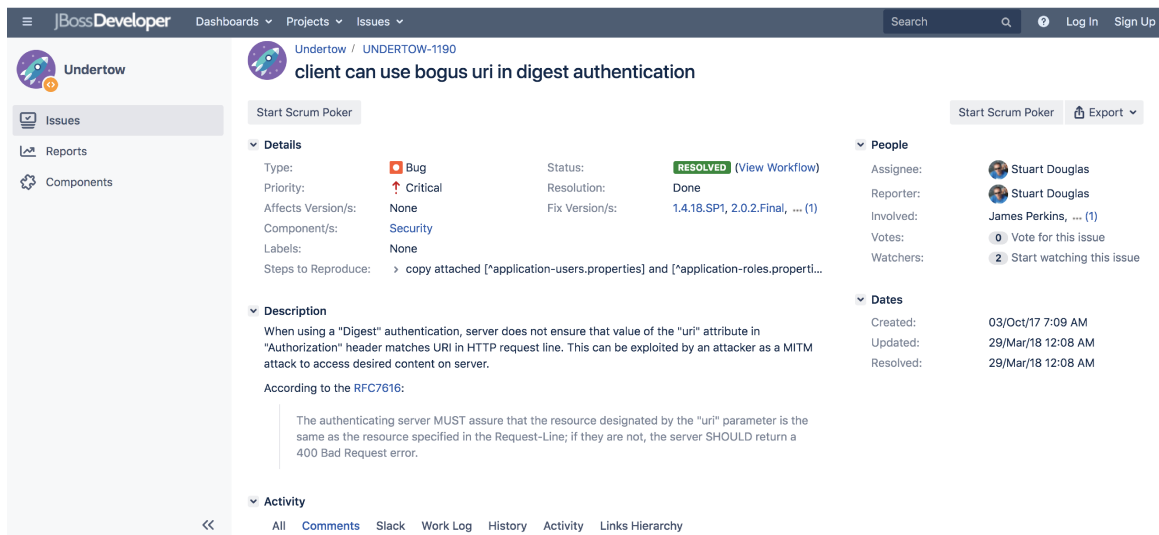 JBossDeveloper Dashboards Projects Issues Search ? Log In Sign Up
Undertow
Issues
Reports
Components
Undertow / UNDERTOW-1190
client can use bogus uri in digest authentication
Start Scrum Poker
Start Scrum Poker Export
Details
Type: Bug Status: RESOLVED (View Workflow)
Priority: Critical Resolution: Done
Affects Version/s: None Fix Version/s: 1.4.18.SP1, 2.0.2.Final, ... (1)
Component/s: Security
Labels: None
Steps to Reproduce: copy attached [^application-users.properties] and [^application-roles.properti...
Description
When using a "Digest" authentication, server does not ensure that value of the "uri" attribute in
"Authorization" header matches URI in HTTP request line. This can be exploited by an attacker as a MITM
attack to access desired content on server.
According to the RFC7616:
The authenticating server MUST assure that the resource designated by the "uri" parameter is the
same as the resource specified in the Request-Line; if they are not, the server SHOULD return a
400 Bad Request error.
Activity
All Comments Slack Work Log History Activity Links Hierarchy
People
Assignee: Stuart Douglas
Reporter: Stuart Douglas
Involved: James Perkins, ... (1)
Votes: 0 Vote for this issue
Watchers: 2 Start watching this issue
Dates
Created: 03/Oct/17 7:09 AM
Updated: 29/Mar/18 12:08 AM
Resolved: 29/Mar/18 12:08 AM